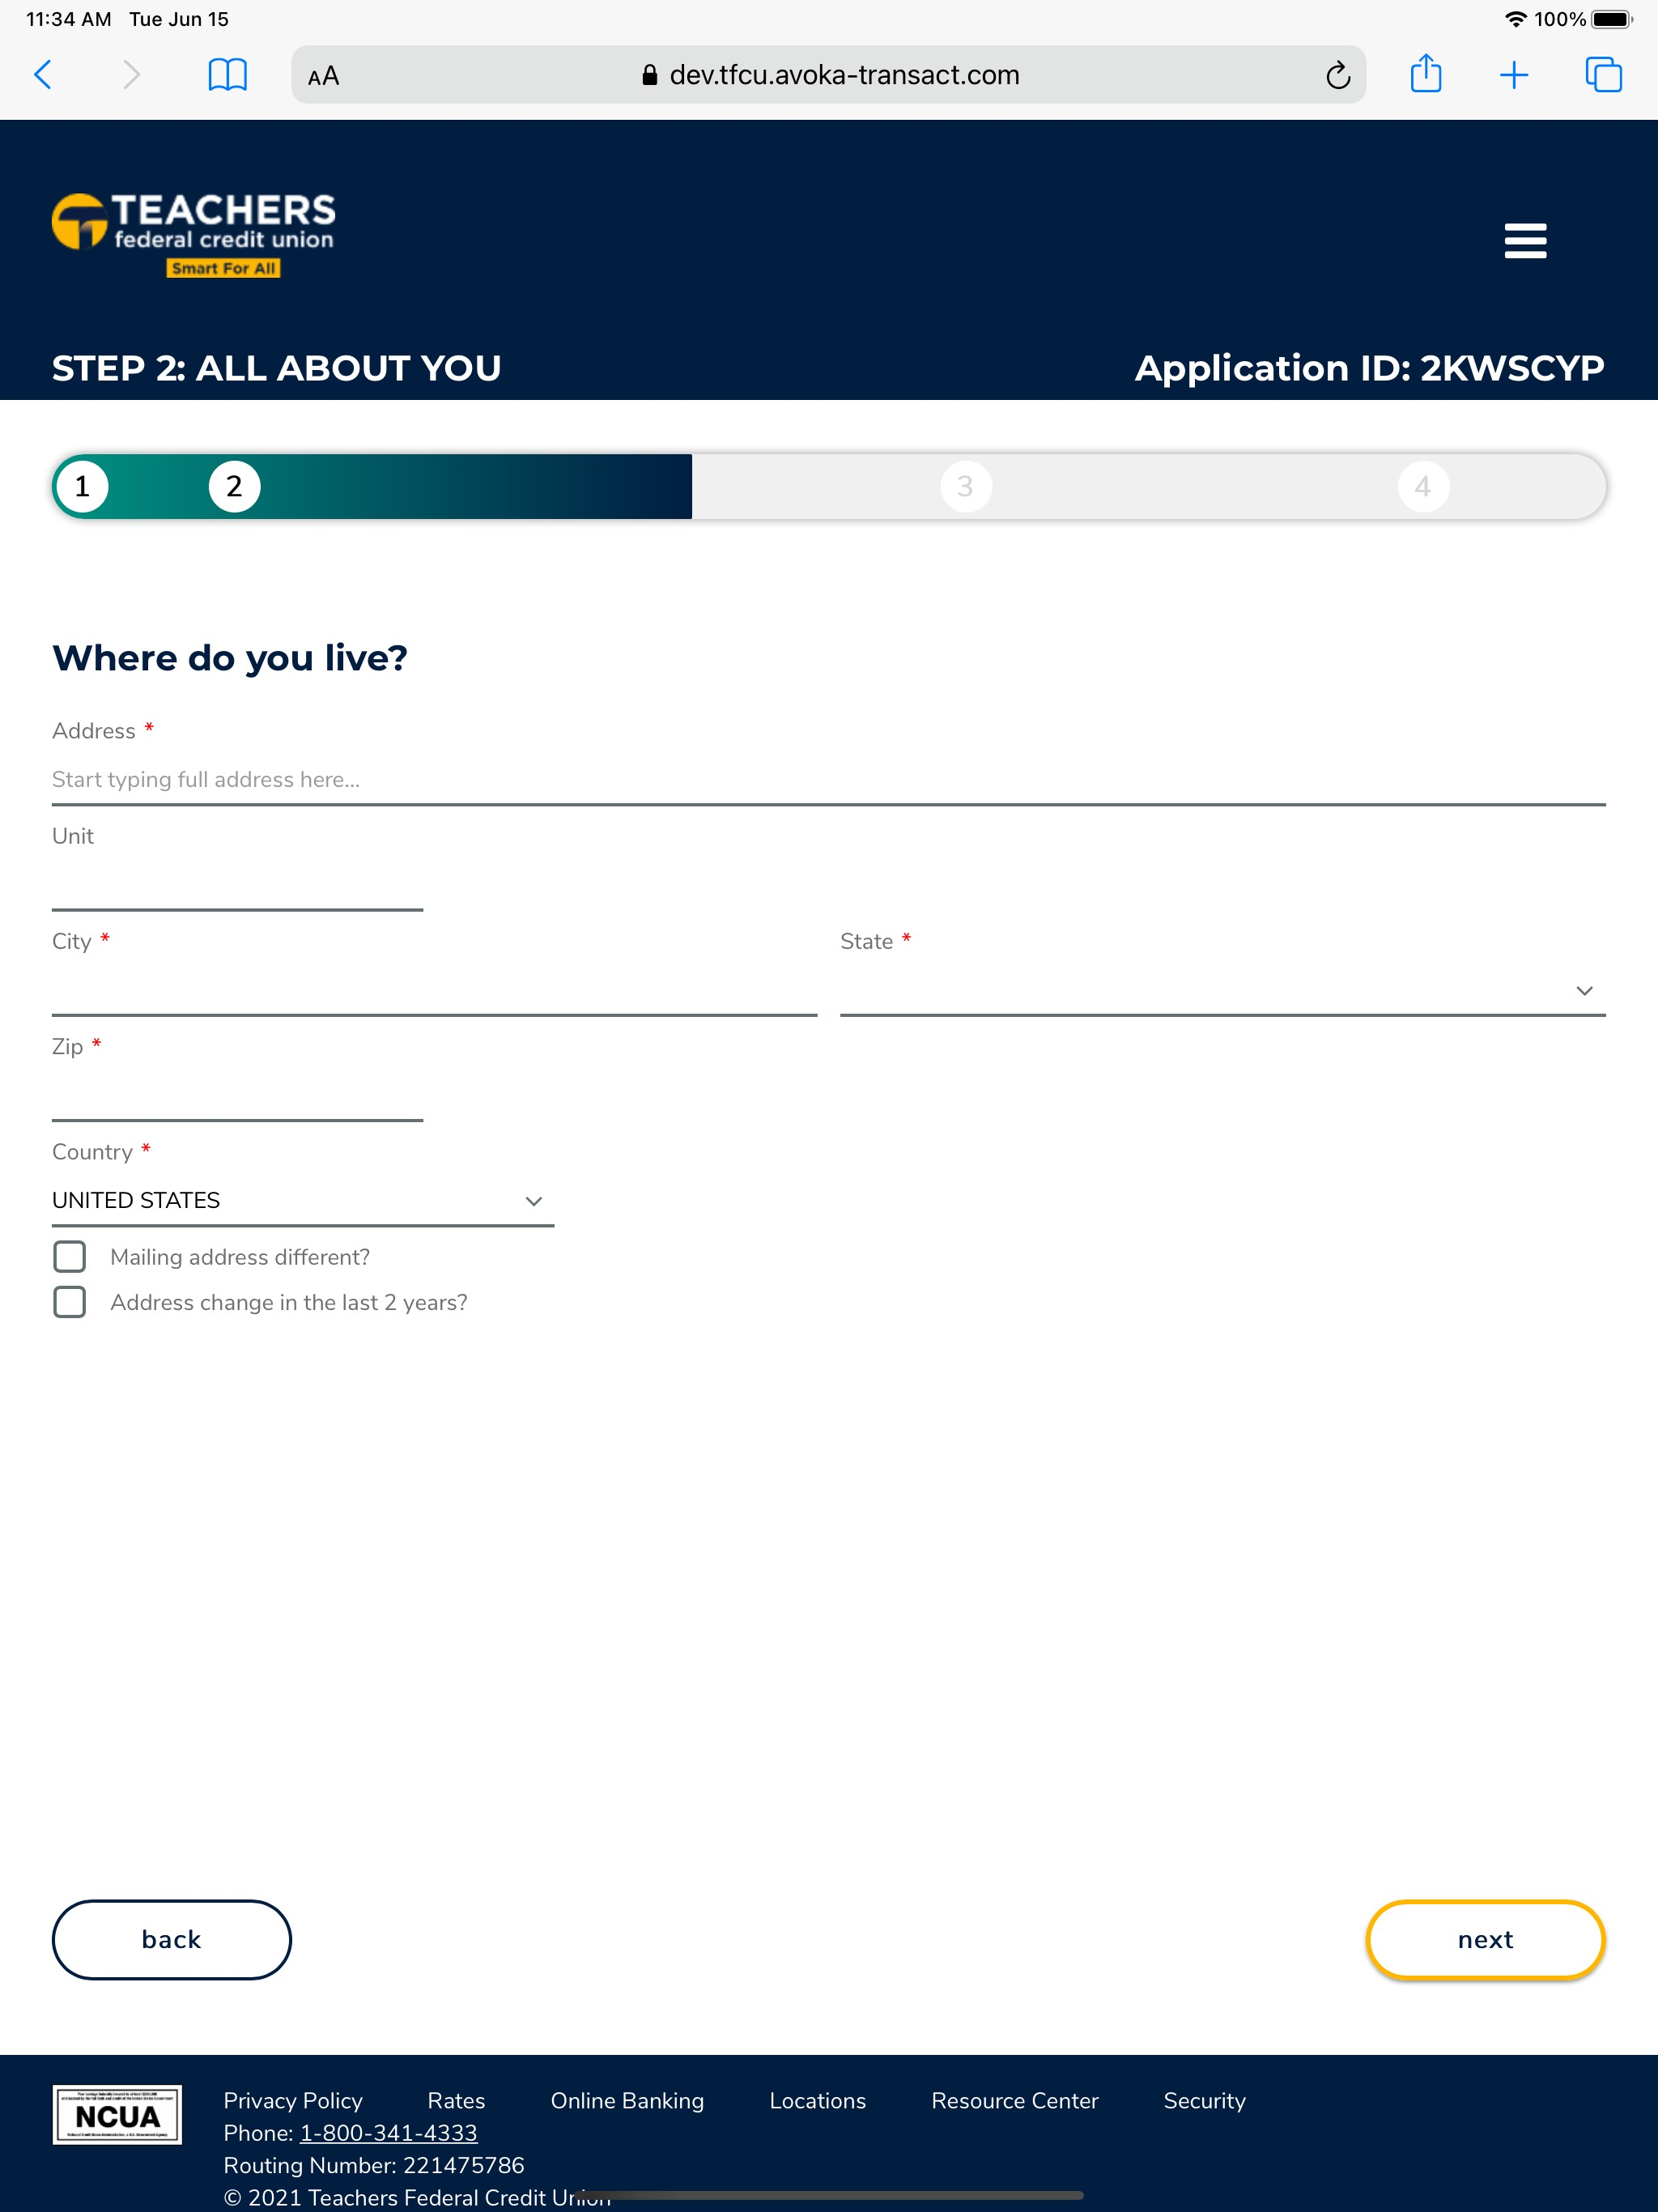 11:34 AM Tue Jun 15 100%
AA dev.tfcu.avoka-transact.com
TEACHERS
federal credit union
Smart For All
STEP 2: ALL ABOUT YOU Application ID: 2KWSCYP
1 2 3 4
Where do you live?
Address *
Start typing full address here...
Unit
City * State *
Zip *
Country *
UNITED STATES
Mailing address different?
Address change in the last 2 years?
back next
NCUA
Privacy Policy Rates Online Banking Locations Resource Center Security
Phone: 1-800-341-4333
Routing Number: 221475786
© 2021 Teachers Federal Credit Union